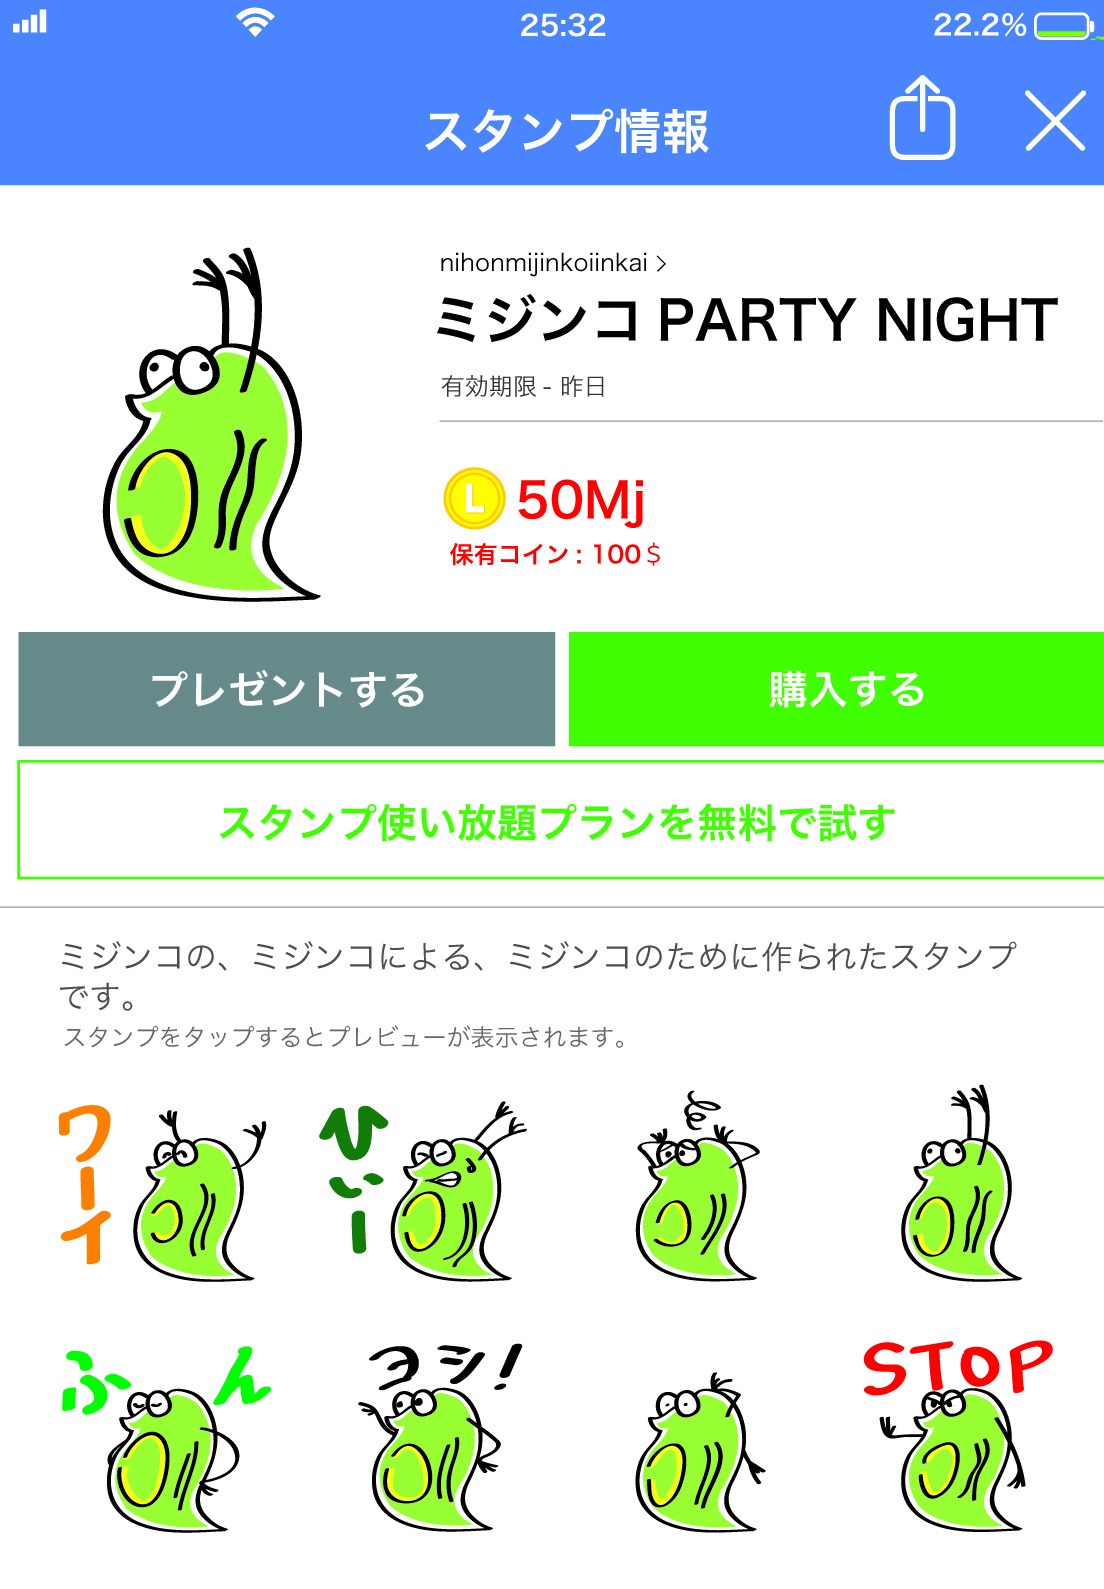 25:32
22.2%
スタンプ情報
nihonmijinkoiinkai >
ミジンコ PARTY NIGHT
有効期限 - 昨日
L 50Mj
保有コイン : 100 $
プレゼントする
購入する
スタンプ使い放題プランを無料で試す
ミジンコの、ミジンコによる、ミジンコのために作られたスタンプ
です。
スタンプをタップするとプレビューが表示されます。
ワーイ
ひぃー
ふん
ヨシ!
STOP